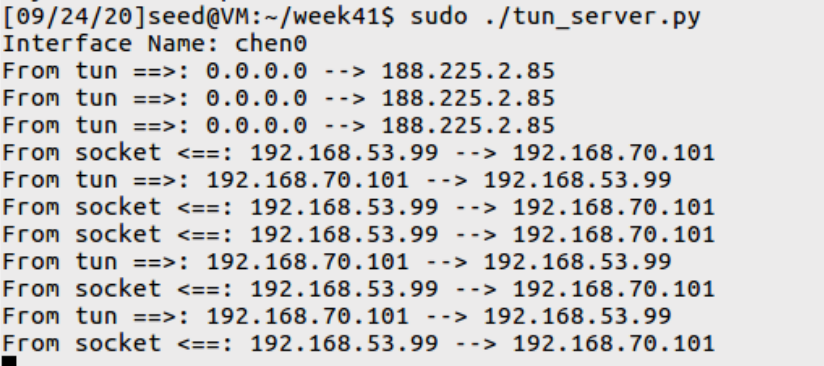 [09/24/20]seed@VM:~/week41$ sudo ./tun_server.py
Interface Name: chen0
From tun ==>: 0.0.0.0 --> 188.225.2.85
From tun ==>: 0.0.0.0 --> 188.225.2.85
From tun ==>: 0.0.0.0 --> 188.225.2.85
From socket <==: 192.168.53.99 --> 192.168.70.101
From tun ==>: 192.168.70.101 --> 192.168.53.99
From socket <==: 192.168.53.99 --> 192.168.70.101
From socket <==: 192.168.53.99 --> 192.168.70.101
From tun ==>: 192.168.70.101 --> 192.168.53.99
From socket <==: 192.168.53.99 --> 192.168.70.101
From tun ==>: 192.168.70.101 --> 192.168.53.99
From socket <==: 192.168.53.99 --> 192.168.70.101